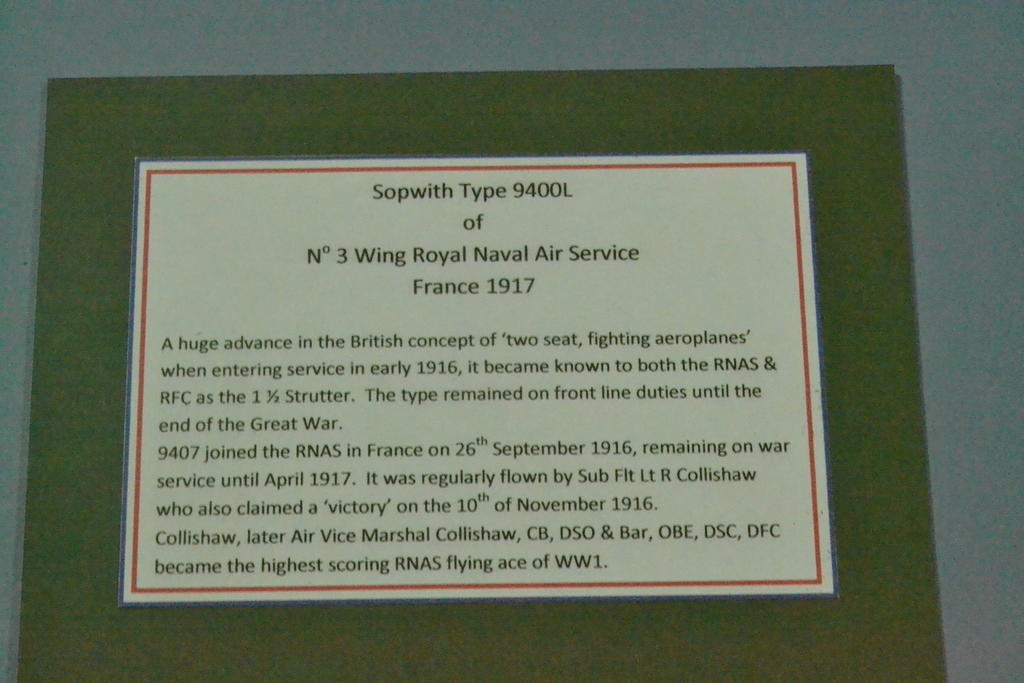 Sopwith Type 9400L
of
Nº 3 Wing Royal Naval Air Service
France 1917
A huge advance in the British concept of 'two seat, fighting aeroplanes'
when entering service in early 1916, it became known to both the RNAS &
RFC as the 1 ½ Strutter. The type remained on front line duties until the
end of the Great War.
9407 joined the RNAS in France on 26th September 1916, remaining on war
service until April 1917. It was regularly flown by Sub Flt Lt R Collishaw
who also claimed a 'victory' on the 10th of November 1916.
Collishaw, later Air Vice Marshal Collishaw, CB, DSO & Bar, OBE, DSC, DFC
became the highest scoring RNAS flying ace of WW1.